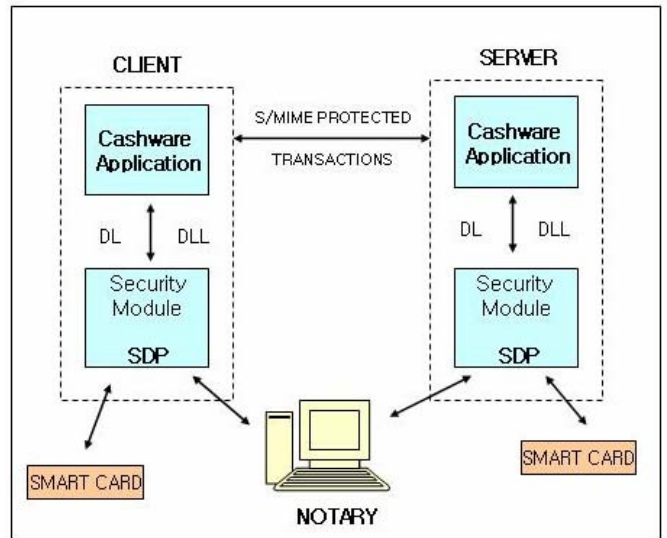 CLIENT
SERVER
Cashware
Application
S/MIME PROTECTED
TRANSACTIONS
Cashware
Application
DL DLL
DL DLL
Security
Module
SDP
Security
Module
SDP
SMART CARD
SMART CARD
NOTARY